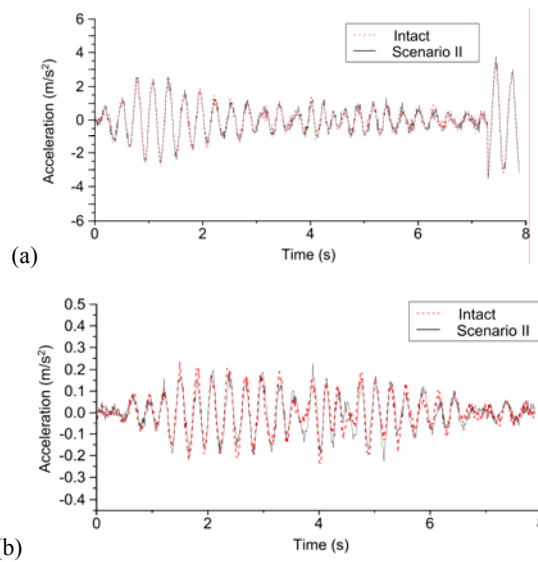 6
4
2
0
-2
-4
-6
Acceleration (m/s²)
Intact
Scenario II
0 2 4 6 8
Time (s)
(a)
0.5
0.4
0.3
0.2
0.1
0.0
-0.1
-0.2
-0.3
-0.4
Acceleration (m/s²)
Intact
Scenario II
0 2 4 6 8
Time (s)
(b)